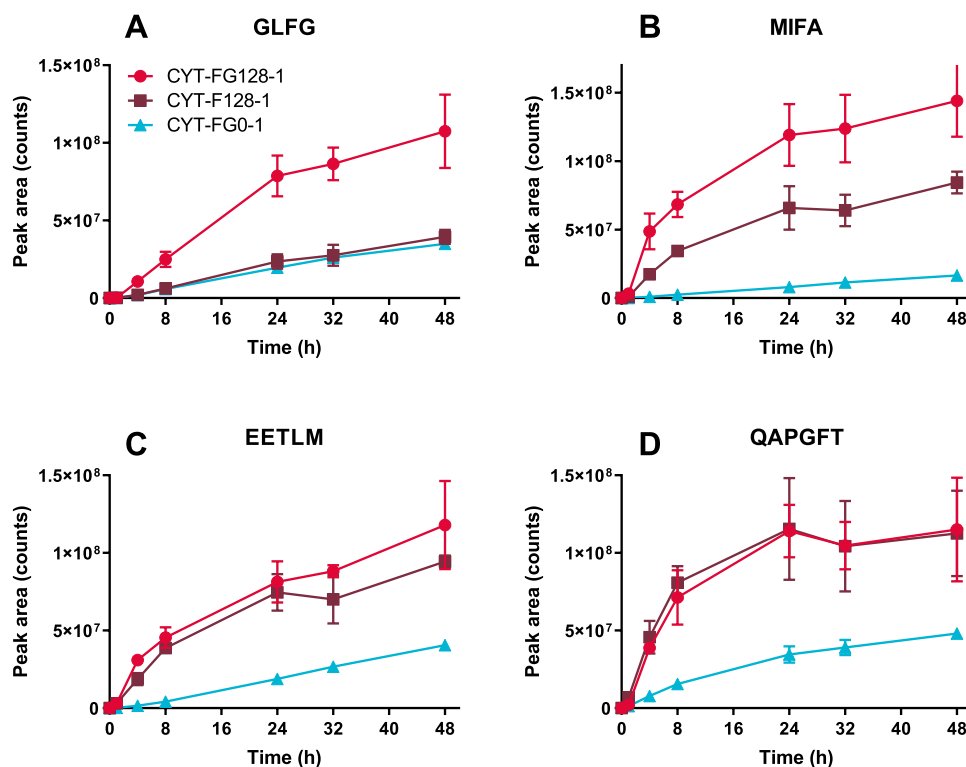 A GLFG
1.5×10⁸
1×10⁸
5×10⁷
0
Peak area (counts)
CYT-FG128-1
CYT-F128-1
CYT-FG0-1
0 8 16 24 32 40 48
Time (h)
B MIFA
1.5×10⁸
1×10⁸
5×10⁷
0
Peak area (counts)
0 8 16 24 32 40 48
Time (h)
C EETLM
1.5×10⁸
1×10⁸
5×10⁷
0
Peak area (counts)
0 8 16 24 32 40 48
Time (h)
D QAPGFT
1.5×10⁸
1×10⁸
5×10⁷
0
Peak area (counts)
0 8 16 24 32 40 48
Time (h)